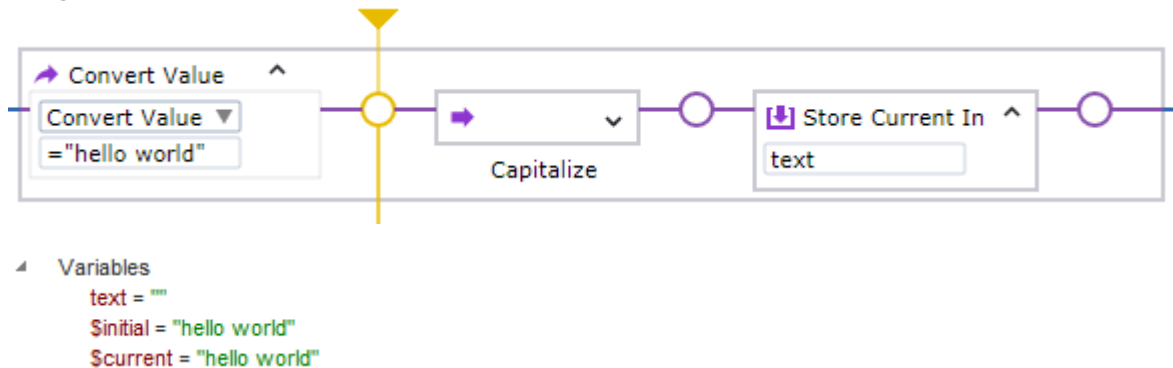 Convert Value
Convert Value
="hello world"
Capitalize
Store Current In
text
Variables
text = ""
$initial = "hello world"
$current = "hello world"